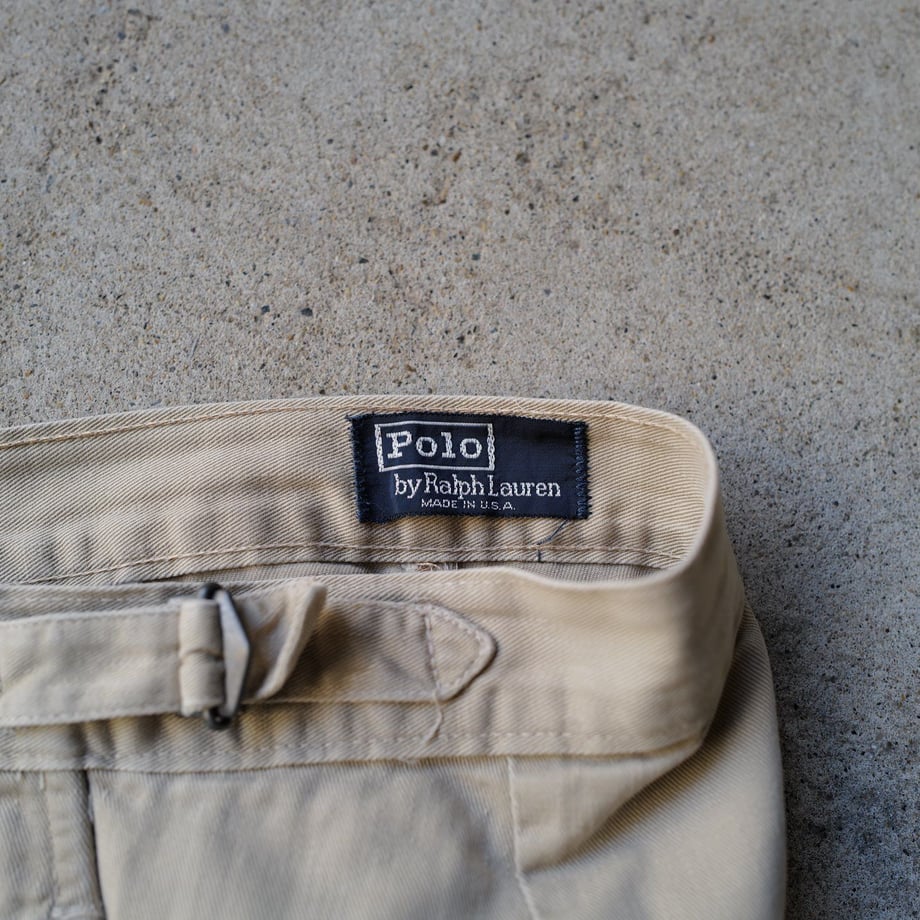 Polo
by Ralph Lauren
MADE IN U.S.A.